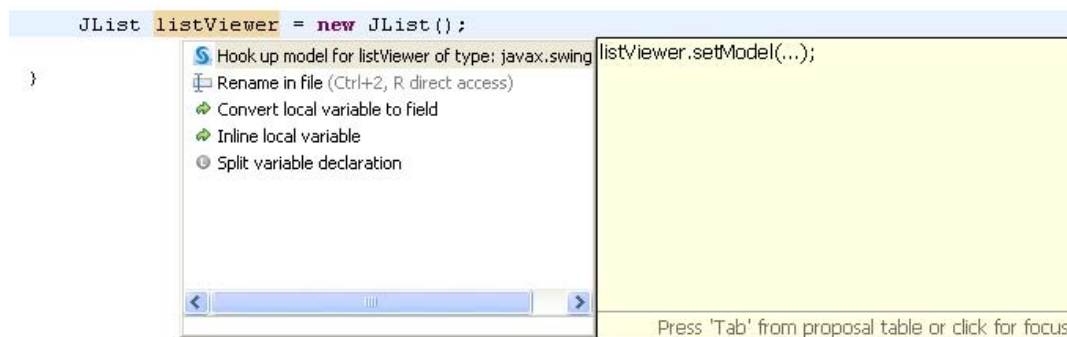 JList listViewer = new JList();
Hook up model for listViewer of type: javax.swing
listViewer.setModel(...);
}
Rename in file (Ctrl+2, R direct access)
Convert local variable to field
Inline local variable
Split variable declaration
Press 'Tab' from proposal table or click for focus